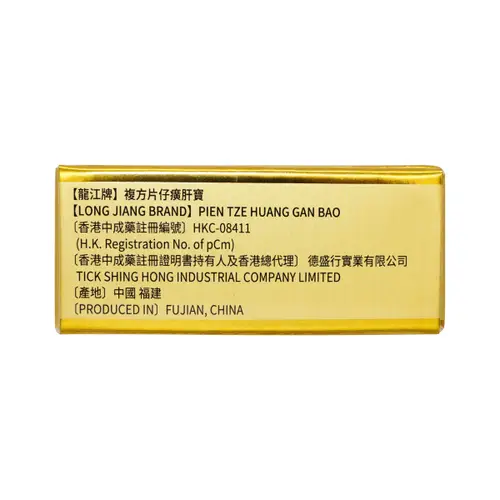 【龍江牌】複方片仔癀肝寶
【LONG JIANG BRAND】PIEN TZE HUANG GAN BAO
〔香港中成藥註冊編號〕HKC-08411
(H.K. Registration No. of pCm)
〔香港中成藥註冊證明書持有人及香港總代理〕德盛行實業有限公司
TICK SHING HONG INDUSTRIAL COMPANY LIMITED
〔產地〕中國 福建
〔PRODUCED IN〕FUJIAN, CHINA